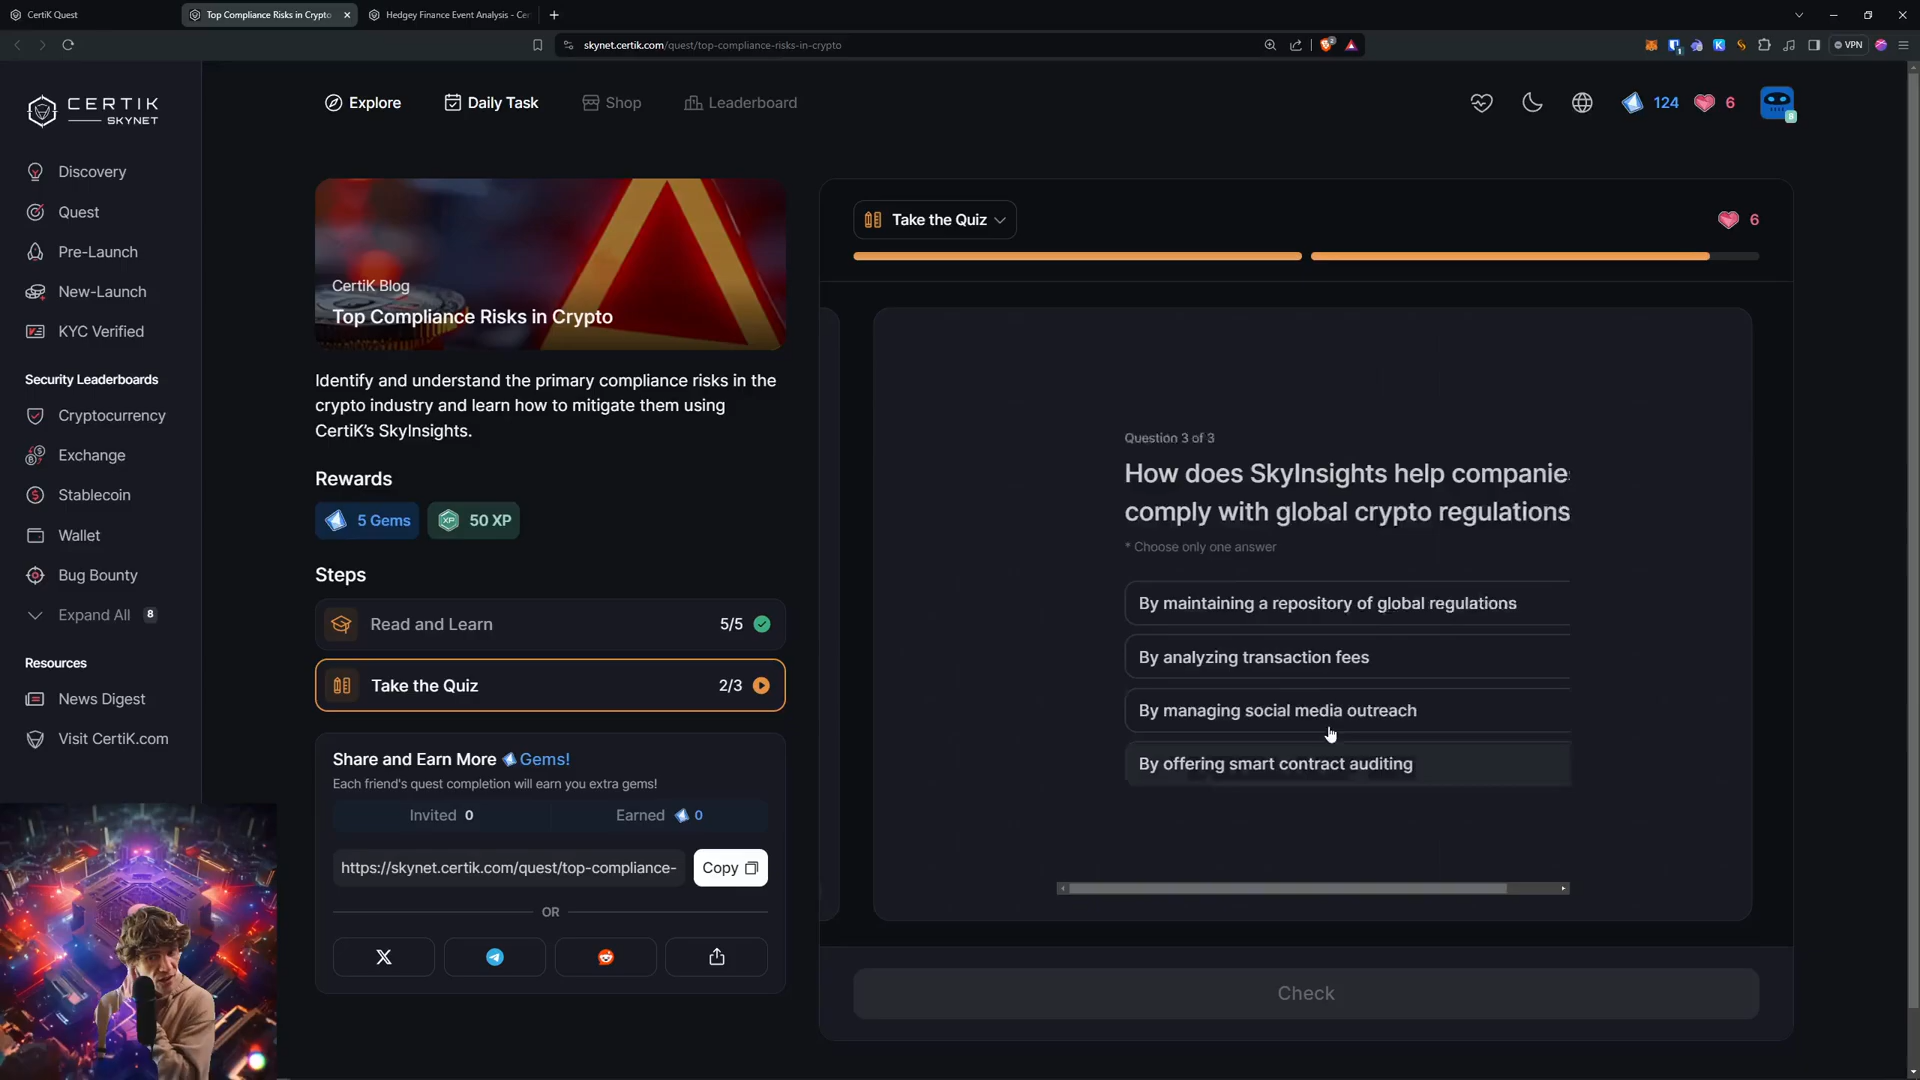 CertiK Quest
Top Compliance Risks in Crypto
Hedgey Finance Event Analysis - Cer
skynet.certik.com/quest/top-compliance-risks-in-crypto
2
1
VPN
CERTIK
SKYNET
Explore
Daily Task
Shop
Leaderboard
124
6
8
Discovery
Quest
Pre-Launch
New-Launch
KYC Verified
Security Leaderboards
Cryptocurrency
Exchange
Stablecoin
Wallet
Bug Bounty
Expand All 8
Resources
News Digest
Visit CertiK.com
CertiK Blog
Top Compliance Risks in Crypto
Identify and understand the primary compliance risks in the
crypto industry and learn how to mitigate them using
CertiK's SkyInsights.
Rewards
5 Gems
XP 50 XP
Steps
Read and Learn 5/5
Take the Quiz 2/3
Share and Earn More Gems!
Each friend's quest completion will earn you extra gems!
Invited 0
Earned 0
https://skynet.certik.com/quest/top-compliance-
Copy
OR
Take the Quiz
6
Question 3 of 3
How does SkyInsights help companies
comply with global crypto regulations
* Choose only one answer
By maintaining a repository of global regulations
By analyzing transaction fees
By managing social media outreach
By offering smart contract auditing
Check